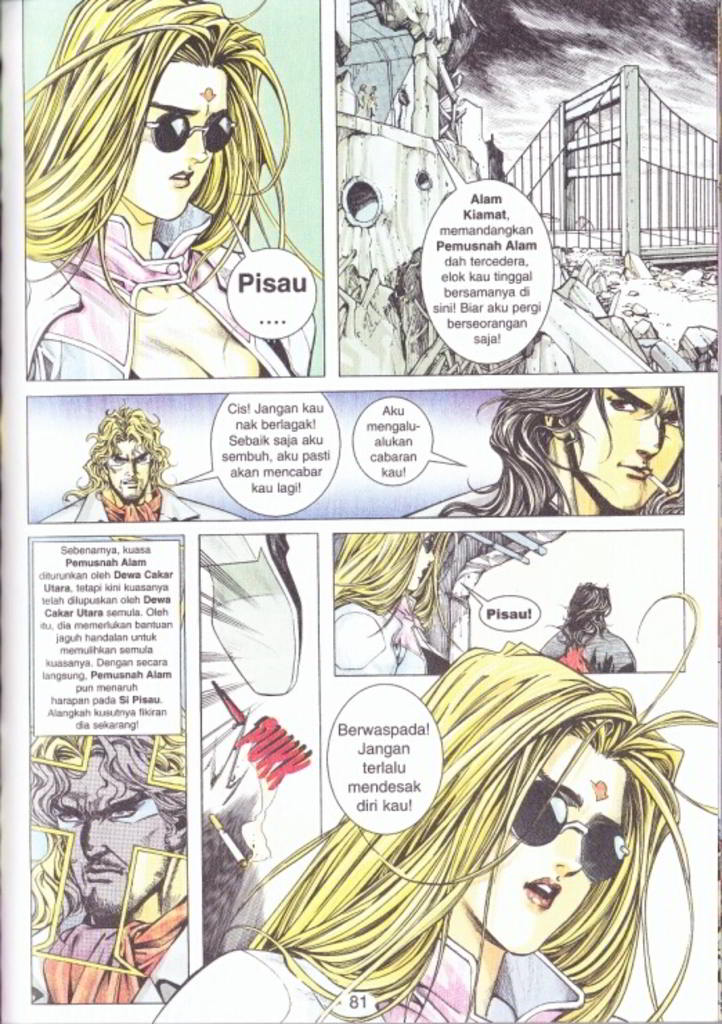 Pisau
....
Alam
Kiamat,
memandangkan
Pemusnah Alam
dah tercedera,
elok kau tinggal
bersamanya di
sini! Biar aku pergi
berseorangan
saja!
Cis! Jangan kau
nak berlagak!
Sebaik saja aku
sembuh, aku pasti
akan mencabar
kau lagi!
Aku
mengalu-
alukan
cabaran
kau!
Sebenarnya, kuasa
Pemusnah Alam
diturunkan oleh Dewa Cakar
Utara, tetapi kini kuasanya
telah dilupuskan oleh Dewa
Cakar Utara semula. Oleh
itu, dia memerlukan bantuan
jaguh handalan untuk
memulihkan semula
kuasanya. Dengan secara
langsung, Pemusnah Alam
pun menaruh
harapan pada Si Pisau.
Alangkah kusutnya fikiran
dia sekarang!
Pisau!
Berwaspada!
Jangan
terlalu
mendesak
diri kau!
81